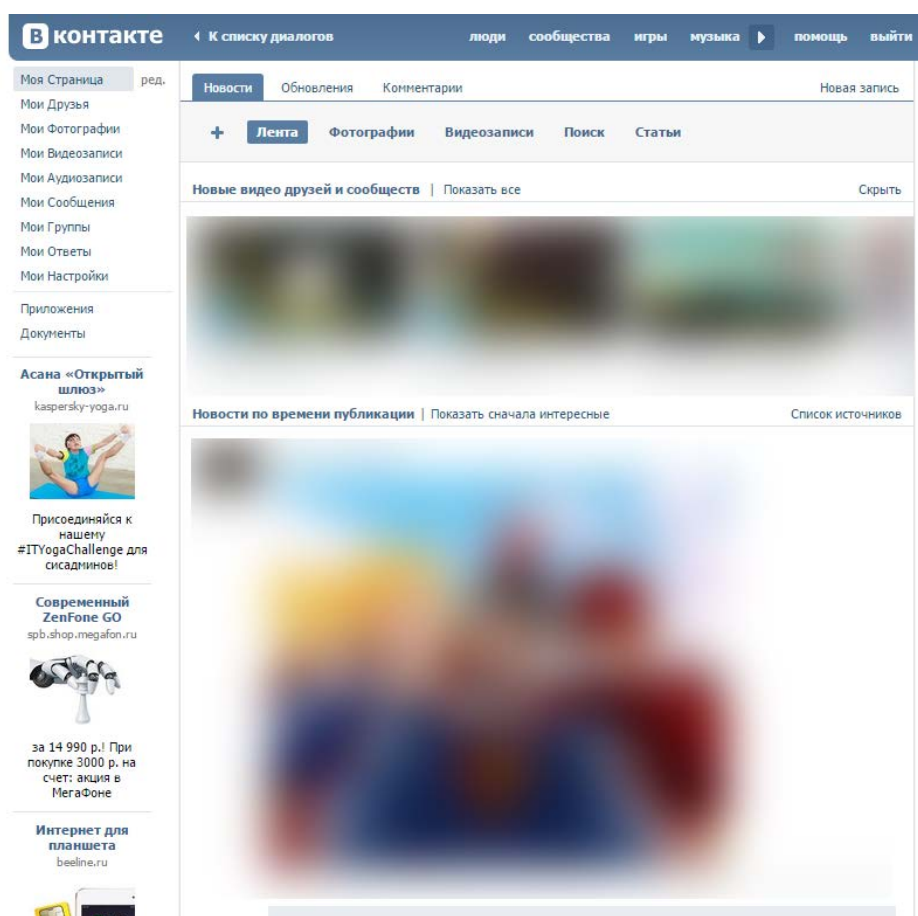 В контакте
К списку диалогов
люди сообщества игры музыка помощь выйти
Моя Страница ред.
Мои Друзья
Мои Фотографии
Мои Видеозаписи
Мои Аудиозаписи
Мои Сообщения
Мои Группы
Мои Ответы
Мои Настройки
Приложения
Документы
Асана «Открытый
шлюз»
kaspersky-yoga.ru
Присоединяйся к
нашему
#ITYogaChallenge для
сисадминов!
Современный
ZenFone GO
spb.shop.megafon.ru
за 14 990 р.! При
покупке 3000 р. на
счет: акция в
МегаФоне
Интернет для
планшета
beeline.ru
Новости Обновления Комментарии Новая запись
+ Лента Фотографии Видеозаписи Поиск Статьи
Новые видео друзей и сообществ | Показать все Скрыть
Новости по времени публикации | Показать сначала интересные Список источников